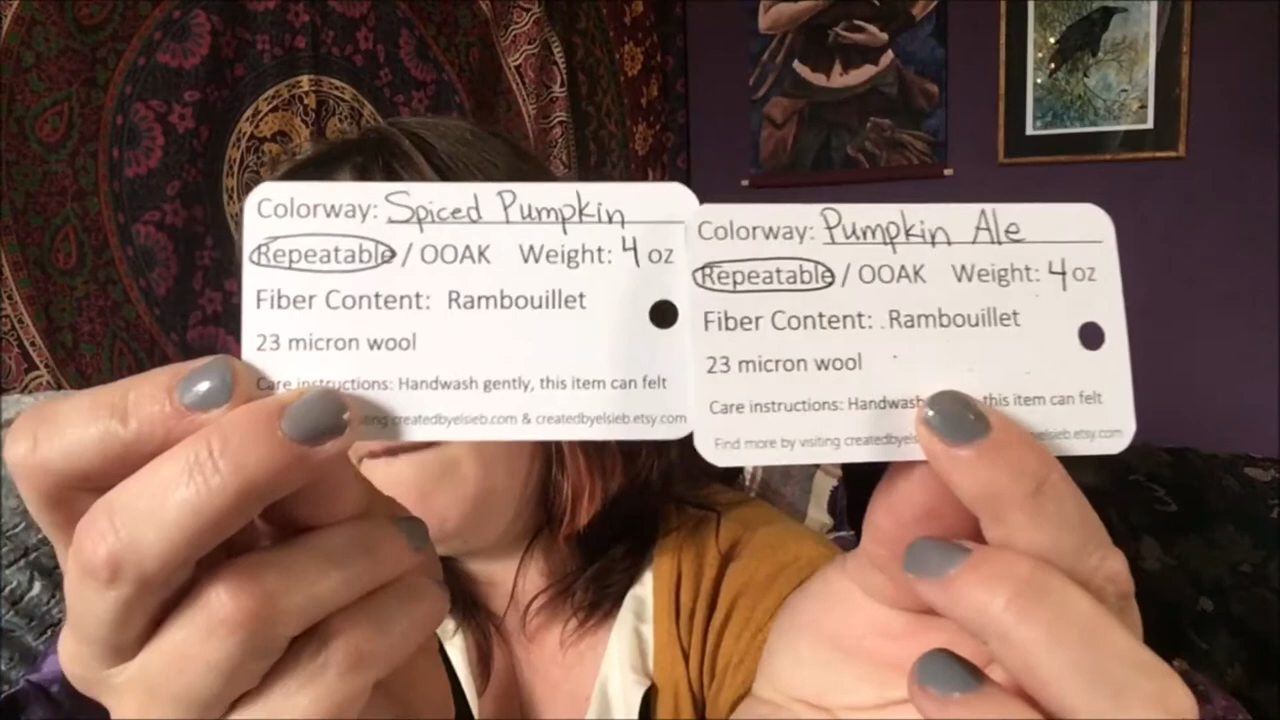 Colorway: Spiced Pumpkin
Repeatable / OOAK Weight: 4 oz
Fiber Content: Rambouillet
23 micron wool
Care instructions: Handwash gently, this item can felt
createdbyelsieb.com & createdbyelsieb.etsy.com
Colorway: Pumpkin Ale
Repeatable / OOAK Weight: 4 oz
Fiber Content: Rambouillet
23 micron wool
Care instructions: Handwash this item can felt
Find more by visiting